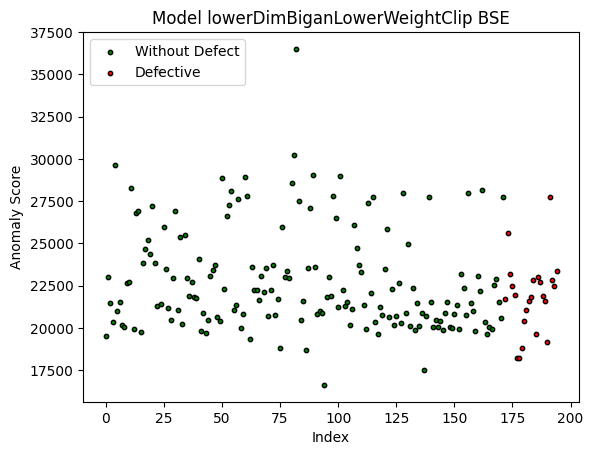 Model lowerDimBiganLowerWeightClip BSE
Without Defect
Defective
Anomaly Score
37500
35000
32500
30000
27500
25000
22500
20000
17500
0 25 50 75 100 125 150 175 200
Index